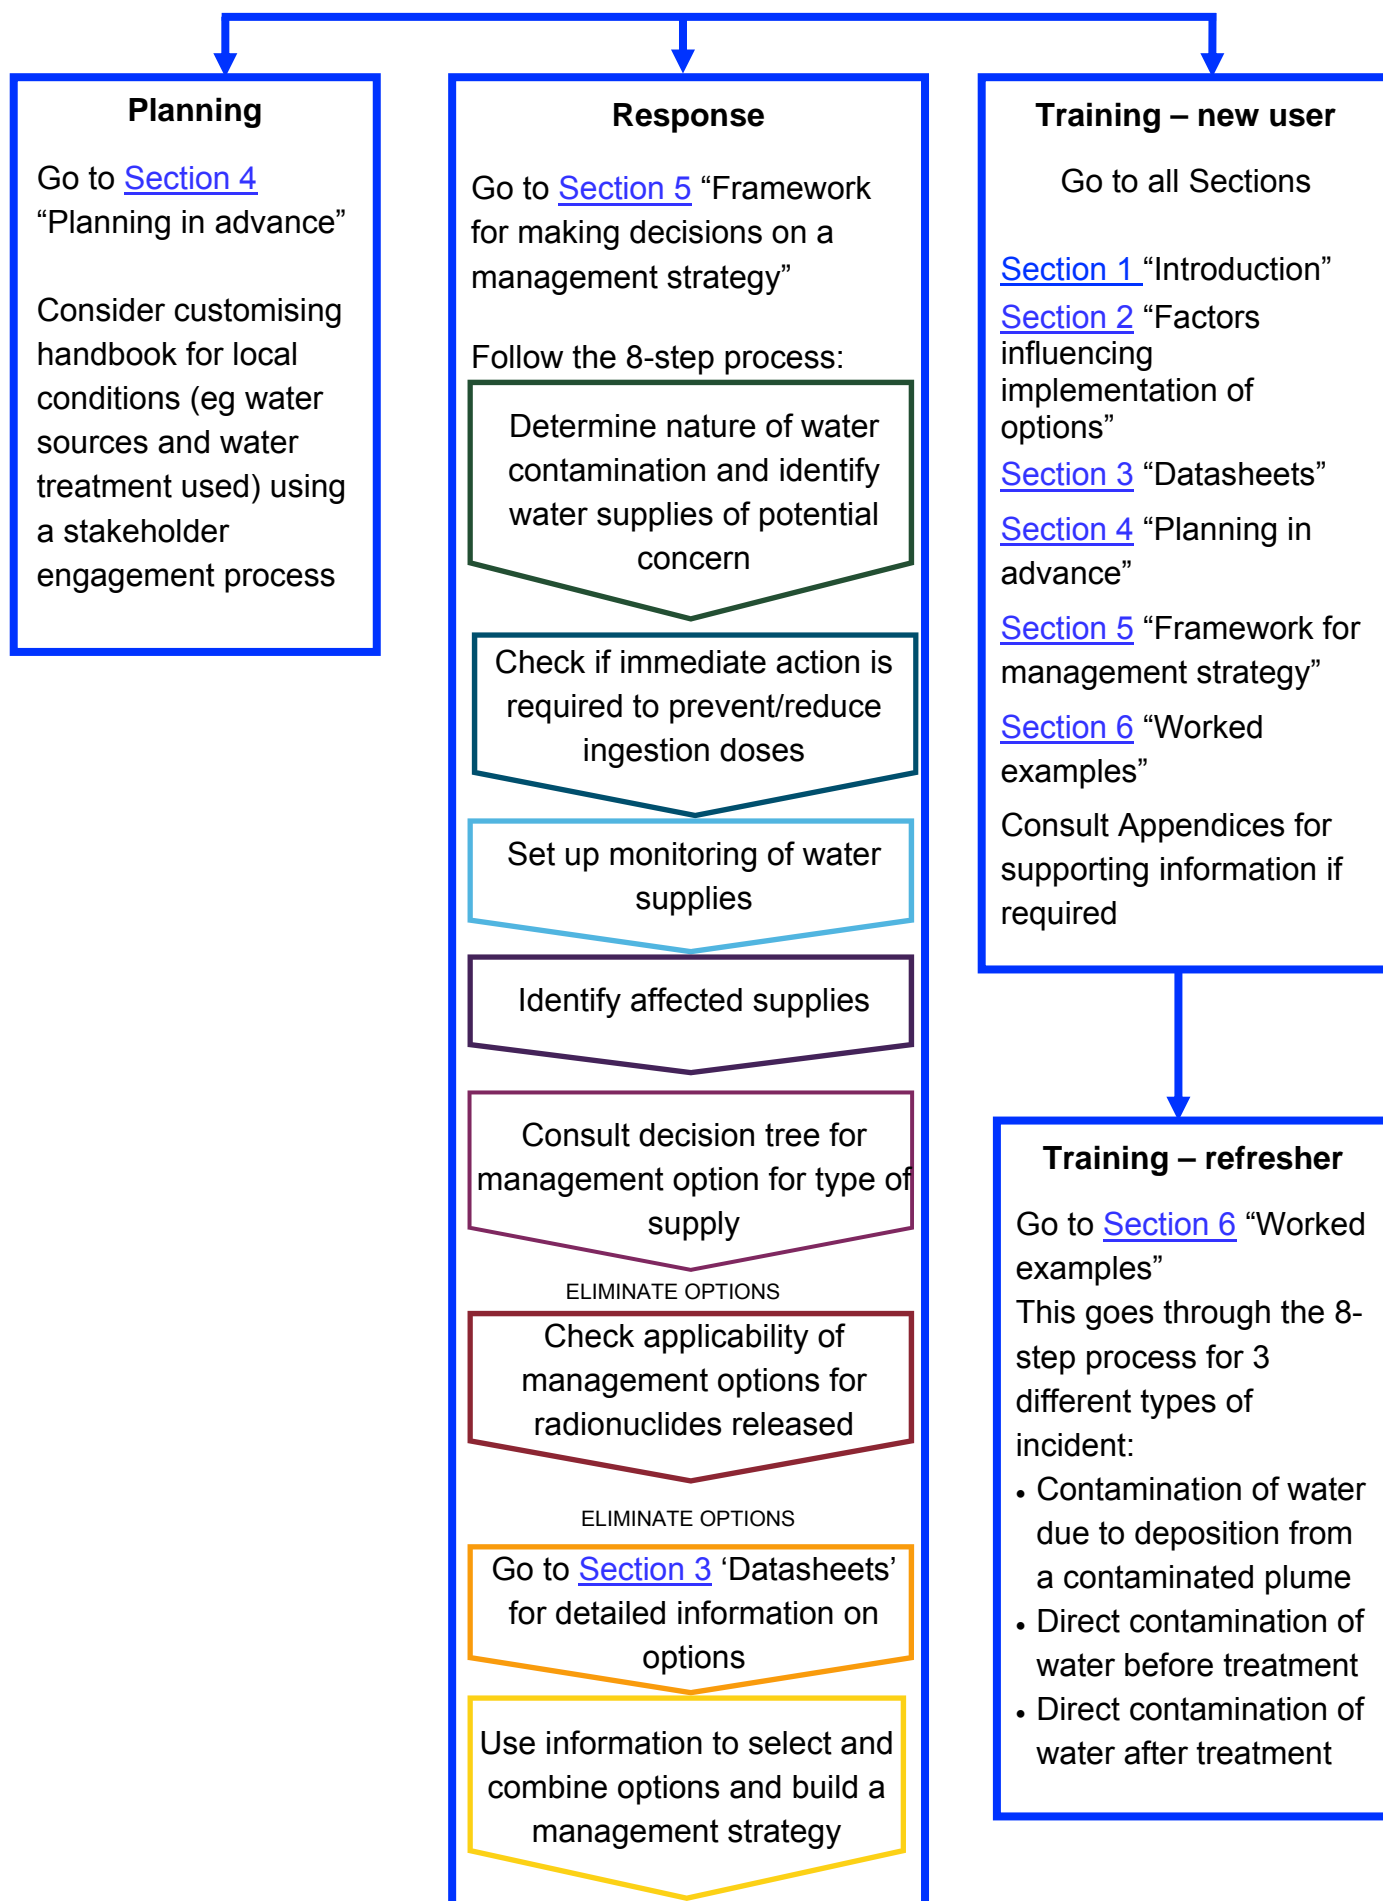 Planning
Go to Section 4
“Planning in advance”
Consider customising
handbook for local
conditions (eg water
sources and water
treatment used) using
a stakeholder
engagement process
Response
Go to Section 5 “Framework
for making decisions on a
management strategy”
Follow the 8-step process:
Determine nature of water
contamination and identify
water supplies of potential
concern
Check if immediate action is
required to prevent/reduce
ingestion doses
Set up monitoring of water
supplies
Identify affected supplies
Consult decision tree for
management option for type of
supply
ELIMINATE OPTIONS
Check applicability of
management options for
radionuclides released
ELIMINATE OPTIONS
Go to Section 3 ‘Datasheets’
for detailed information on
options
Use information to select and
combine options and build a
management strategy
Training – new user
Go to all Sections
Section 1 “Introduction”
Section 2 “Factors
influencing
implementation of
options”
Section 3 “Datasheets”
Section 4 “Planning in
advance”
Section 5 “Framework for
management strategy”
Section 6 “Worked
examples”
Consult Appendices for
supporting information if
required
Training – refresher
Go to Section 6 “Worked
examples”
This goes through the 8-
step process for 3
different types of
incident:
• Contamination of water
due to deposition from
a contaminated plume
• Direct contamination of
water before treatment
• Direct contamination of
water after treatment